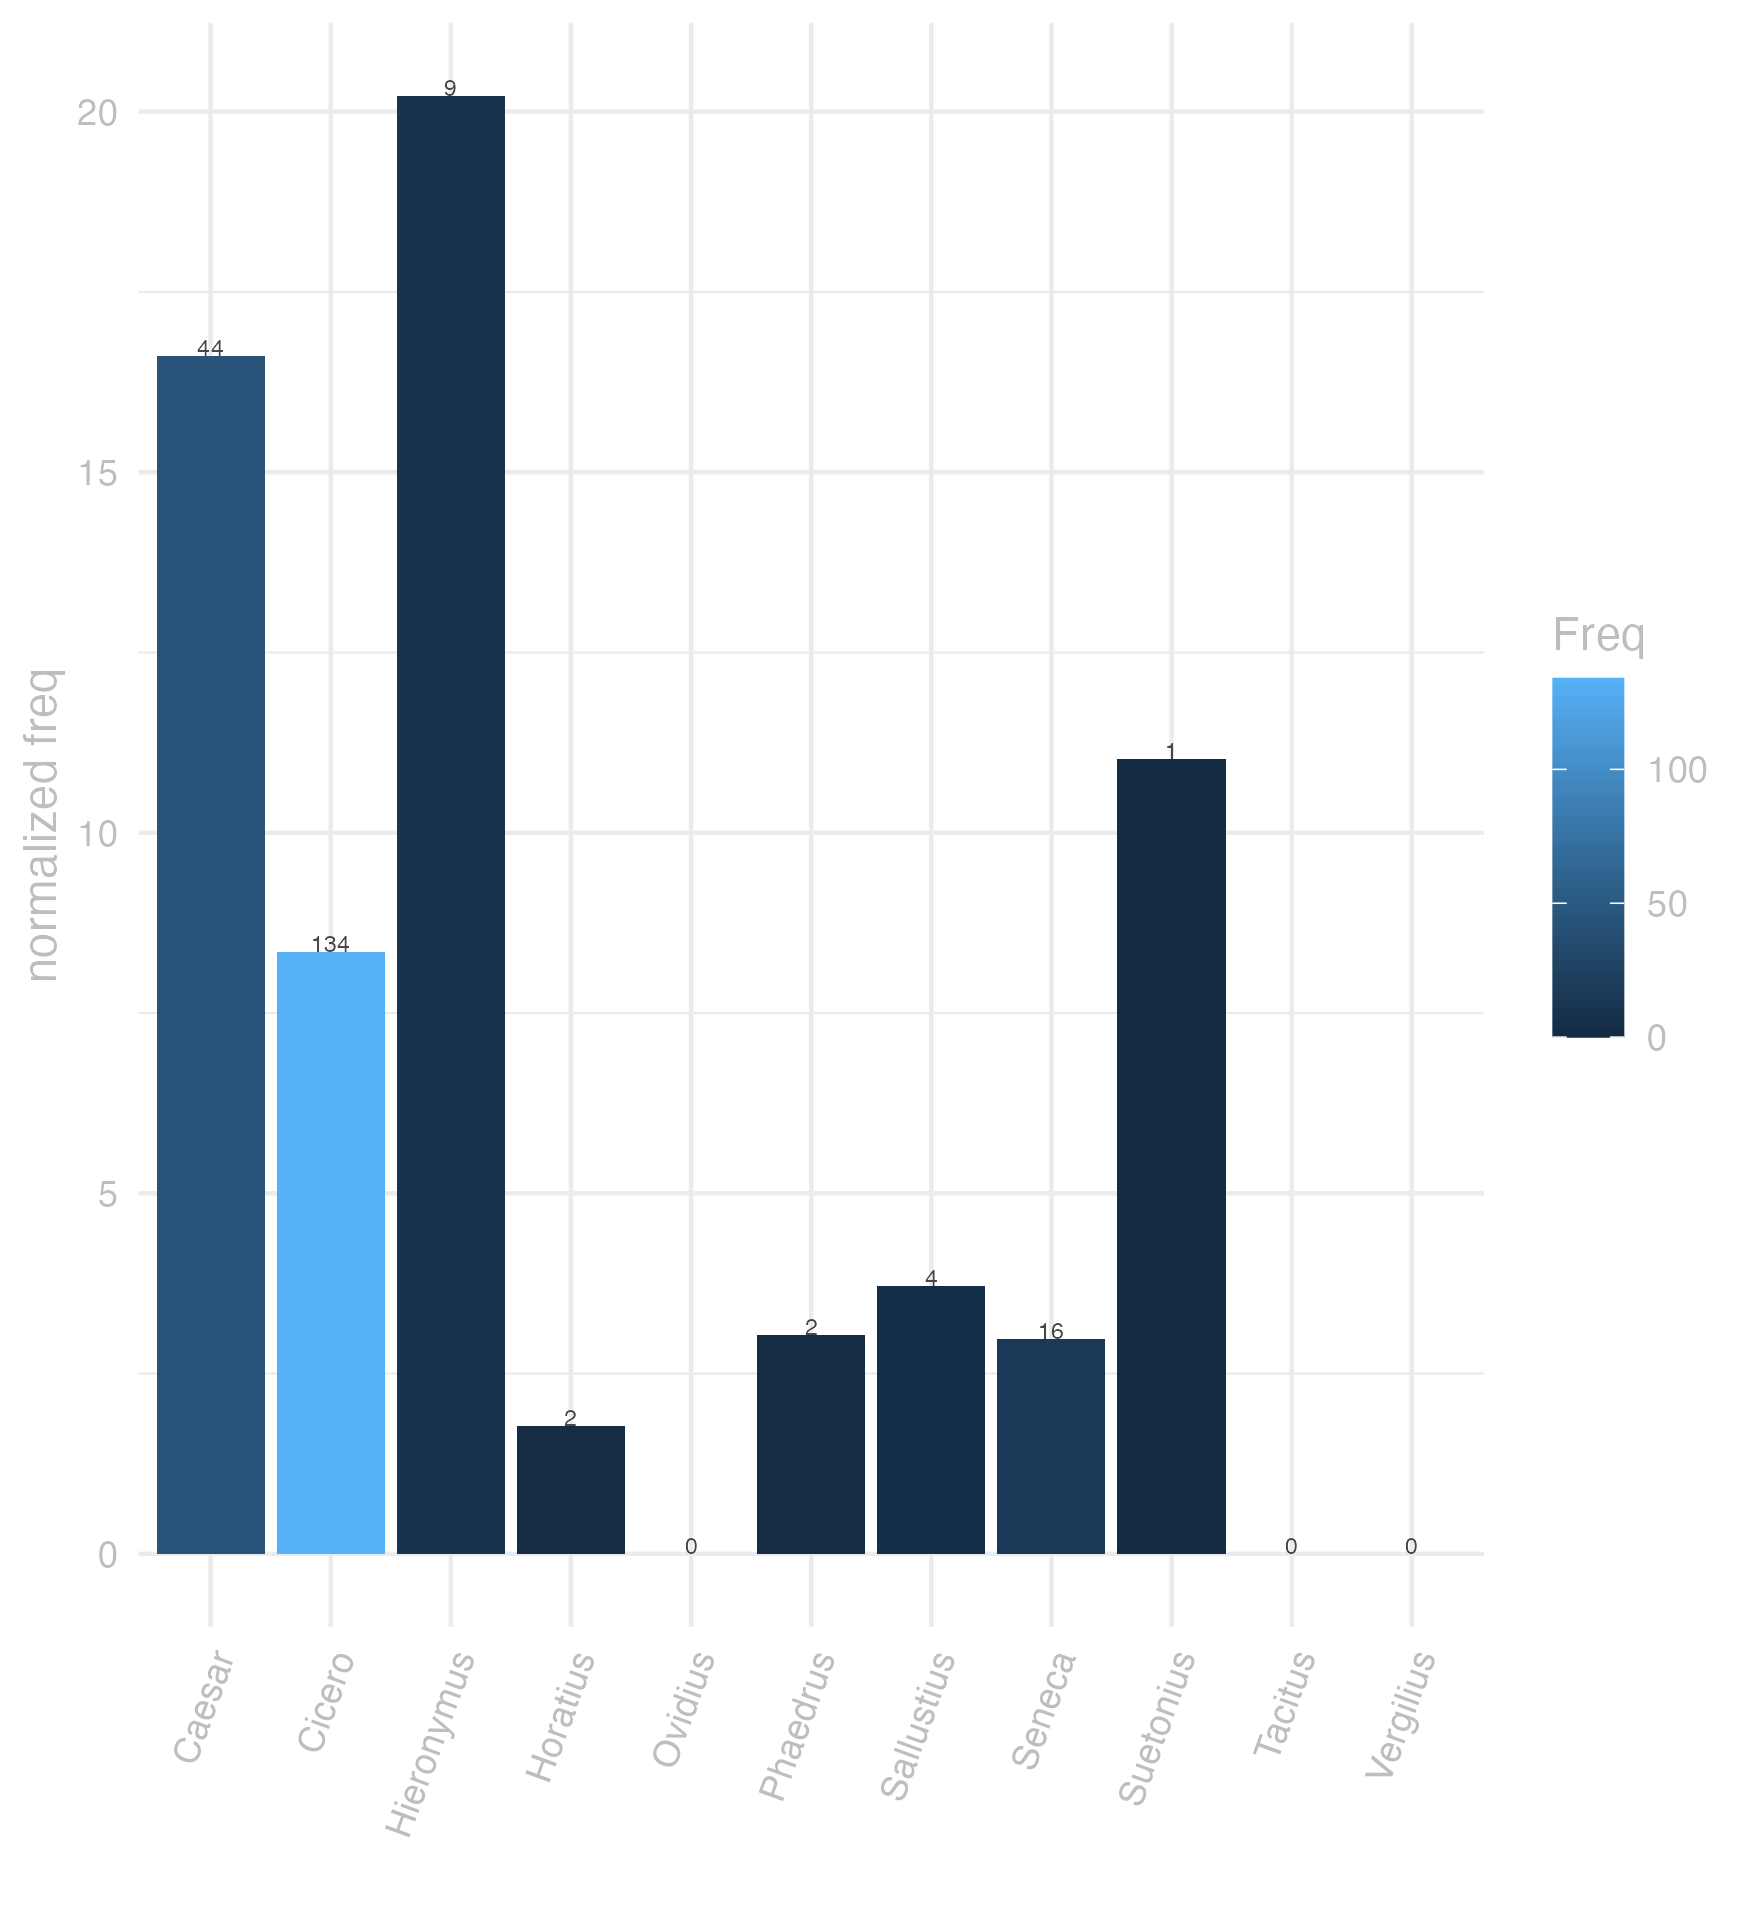 normalized freq
20
15
10
5
0
9
44
134
2
0
2
4
16
1
0
0
Caesar
Cicero
Hieronymus
Horatius
Ovidius
Phaedrus
Sallustius
Seneca
Suetonius
Tacitus
Vergilius
Freq
100
50
0